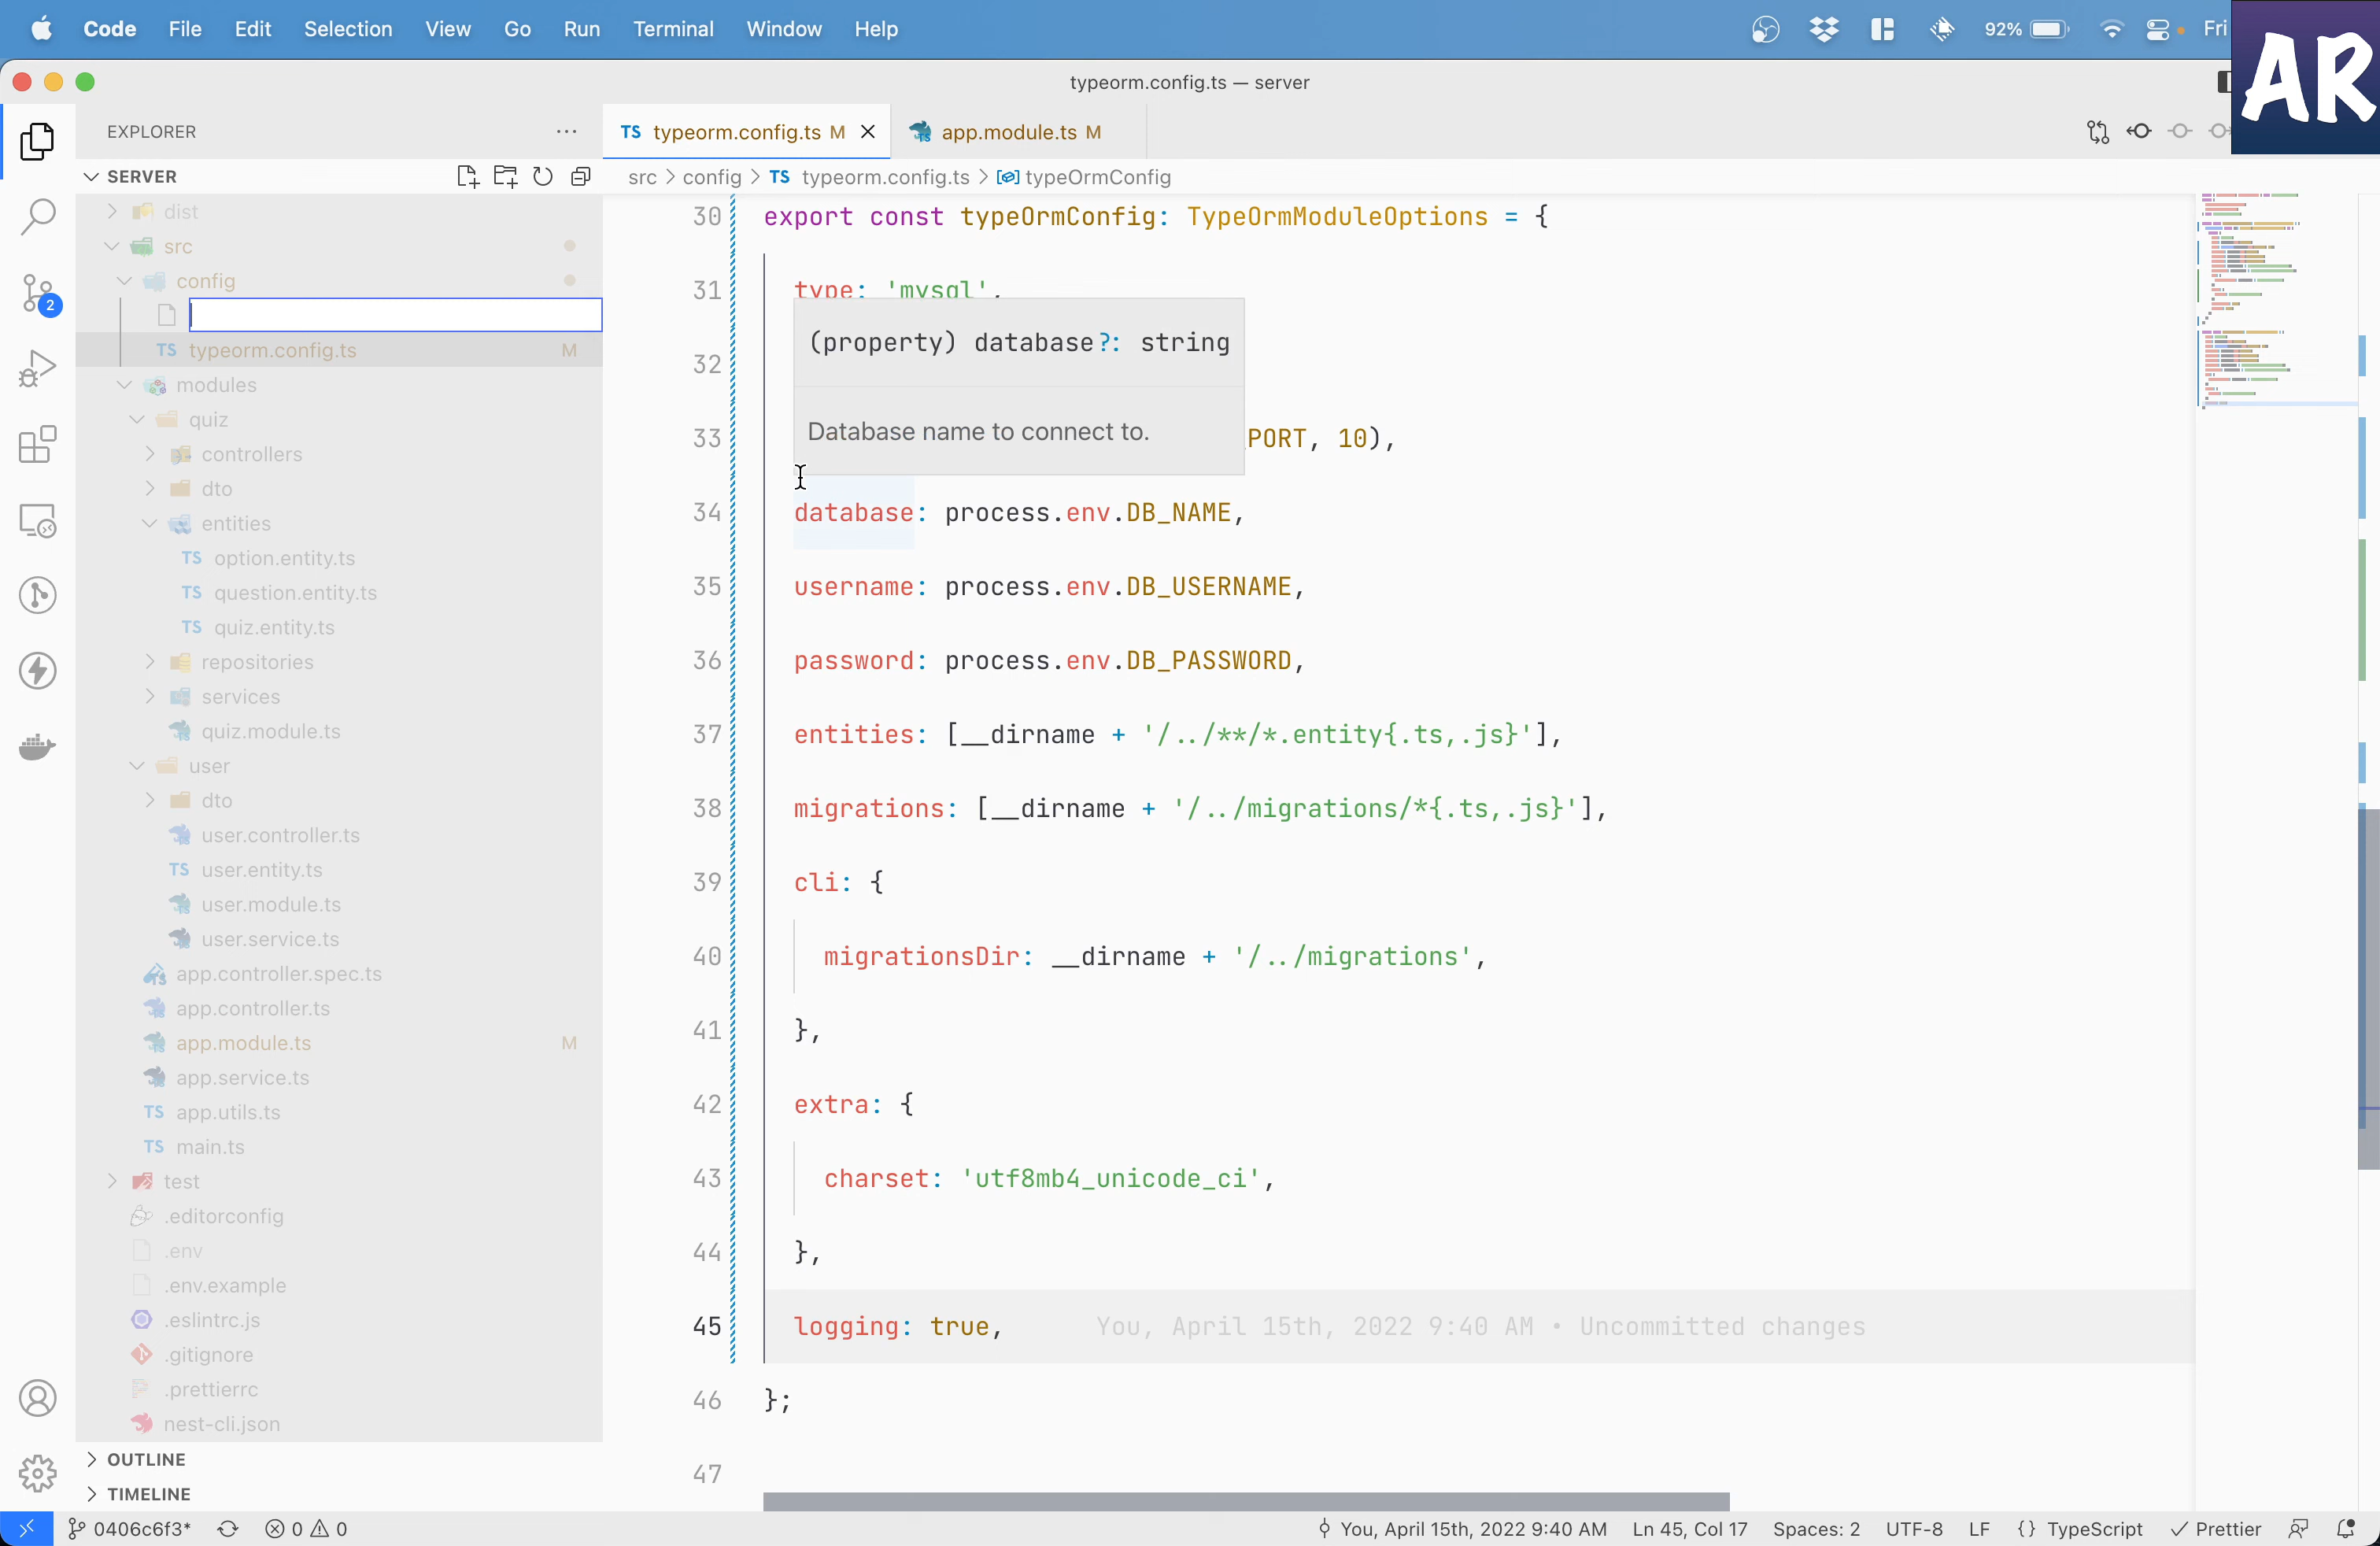 Code File Edit Selection View Go Run Terminal Window Help 92% Fri
AR
typeorm.config.ts — server
EXPLORER
TS typeorm.config.ts M
app.module.ts M
SERVER
src > config > TS typeorm.config.ts > typeOrmConfig
dist
src
config
TS typeorm.config.ts M
modules
quiz
controllers
dto
entities
TS option.entity.ts
TS question.entity.ts
TS quiz.entity.ts
repositories
services
quiz.module.ts
user
dto
user.controller.ts
TS user.entity.ts
user.module.ts
user.service.ts
app.controller.spec.ts
app.controller.ts
app.module.ts M
app.service.ts
TS app.utils.ts
TS main.ts
test
.editorconfig
.env
.env.example
.eslintrc.js
.gitignore
.prettierrc
nest-cli.json
OUTLINE
TIMELINE
2
30 export const typeOrmConfig: TypeOrmModuleOptions = {
31 type: 'mysql',
(property) database?: string
32
Database name to connect to.
33 PORT, 10),
34 database: process.env.DB_NAME,
35 username: process.env.DB_USERNAME,
36 password: process.env.DB_PASSWORD,
37 entities: [__dirname + '/../**/*.entity{.ts,.js}'],
38 migrations: [__dirname + '/../migrations/*{.ts,.js}'],
39 cli: {
40 migrationsDir: __dirname + '/../migrations',
41 },
42 extra: {
43 charset: 'utf8mb4_unicode_ci',
44 },
45 logging: true, You, April 15th, 2022 9:40 AM • Uncommitted changes
46 };
47
0406c6f3* 0 0 You, April 15th, 2022 9:40 AM Ln 45, Col 17 Spaces: 2 UTF-8 LF {} TypeScript Prettier